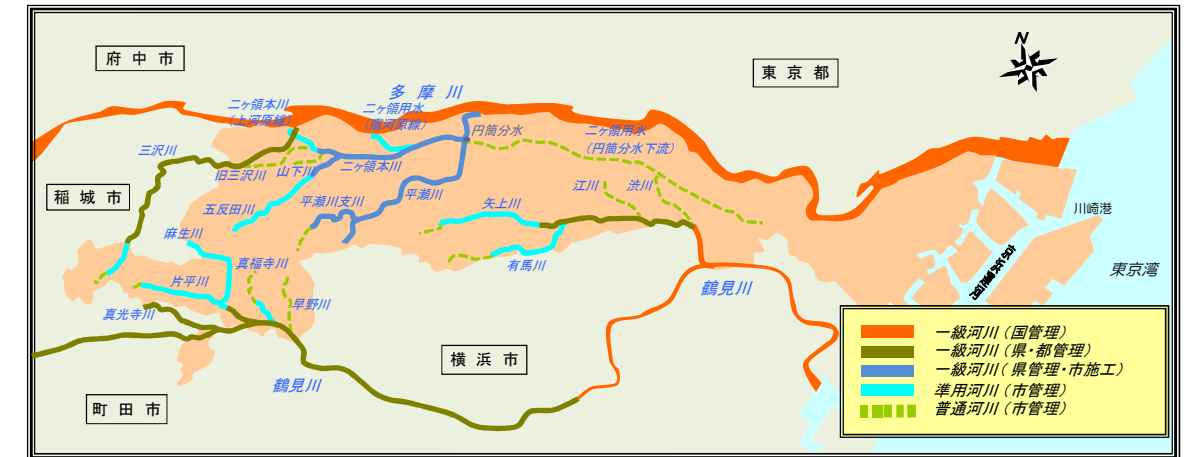 府中市
東京都
N
多摩川
二ヶ領本川
（上河原線）
二ヶ領用水
（宿河原線）
円筒分水
二ヶ領用水
（円筒分水下流）
三沢川
旧三沢川
山下川
二ヶ領本川
江川
渋川
稲城市
五反田川
平瀬川支川
平瀬川
矢上川
川崎港
麻生川
片平川
真福寺川
有馬川
早野川
真光寺川
鶴見川
京浜運河
東京湾
横浜市
鶴見川
町田市
一級河川（国管理）
一級河川（県・都管理）
一級河川（県管理・市施工）
準用河川（市管理）
普通河川（市管理）